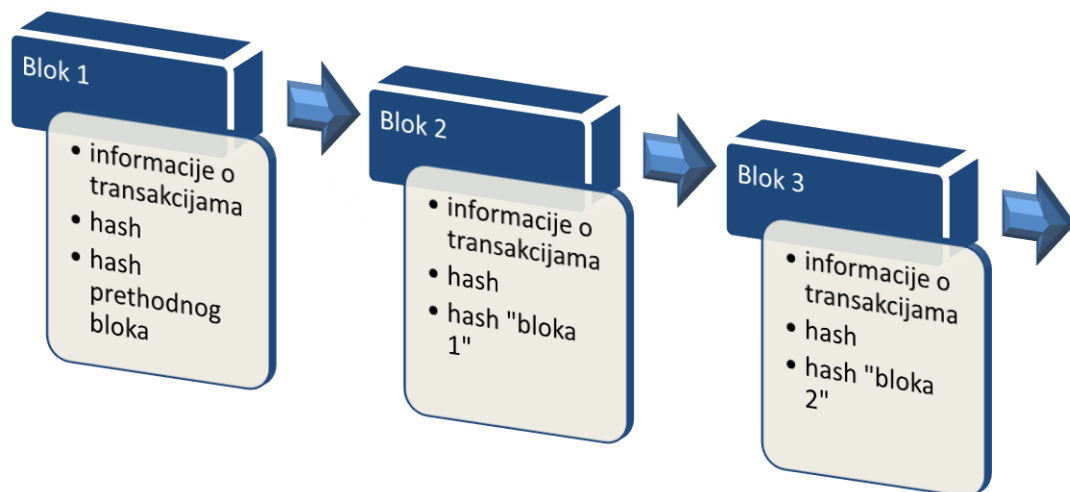 Blok 1
• informacije o
transakcijama
• hash
• hash
prethodnog
bloka
Blok 2
• informacije o
transakcijama
• hash
• hash "bloka
1"
Blok 3
• informacije o
transakcijama
• hash
• hash "bloka
2"